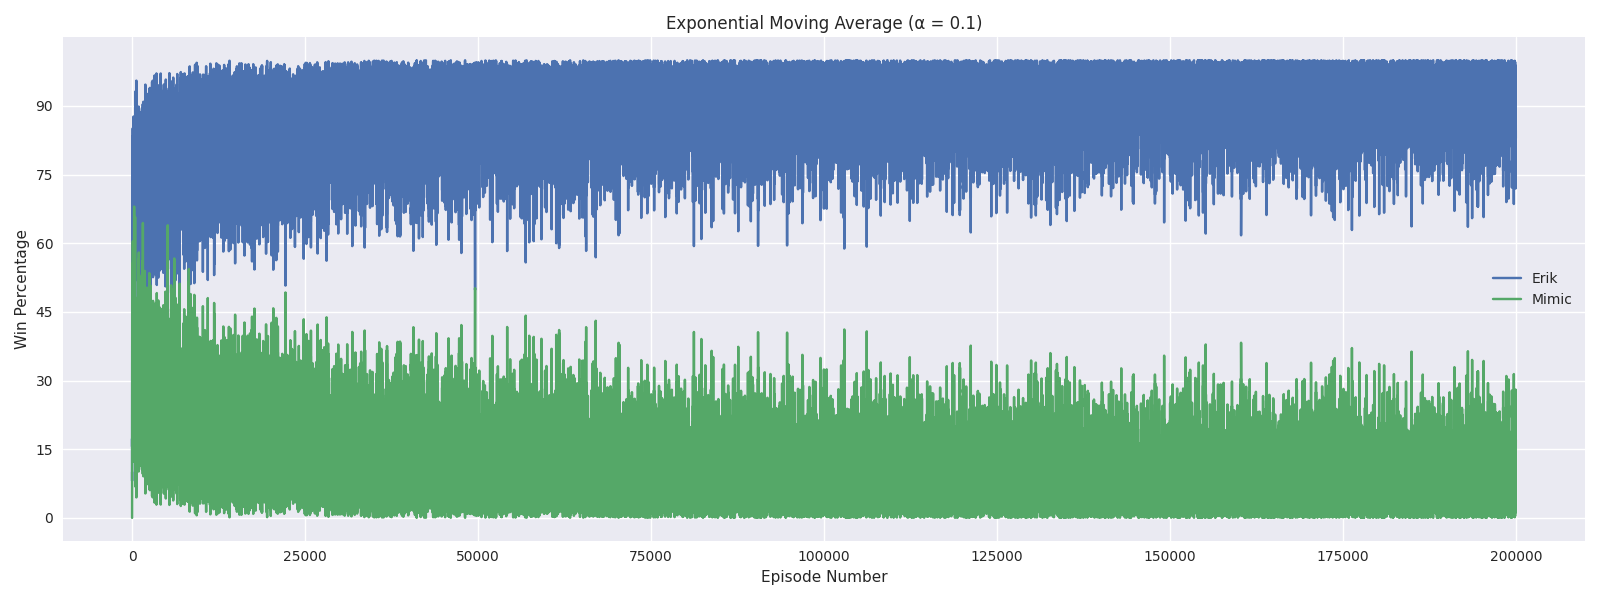 Exponential Moving Average (α = 0.1)
Win Percentage
90
75
60
45
30
15
0
Erik
Mimic
0 25000 50000 75000 100000 125000 150000 175000 200000
Episode Number